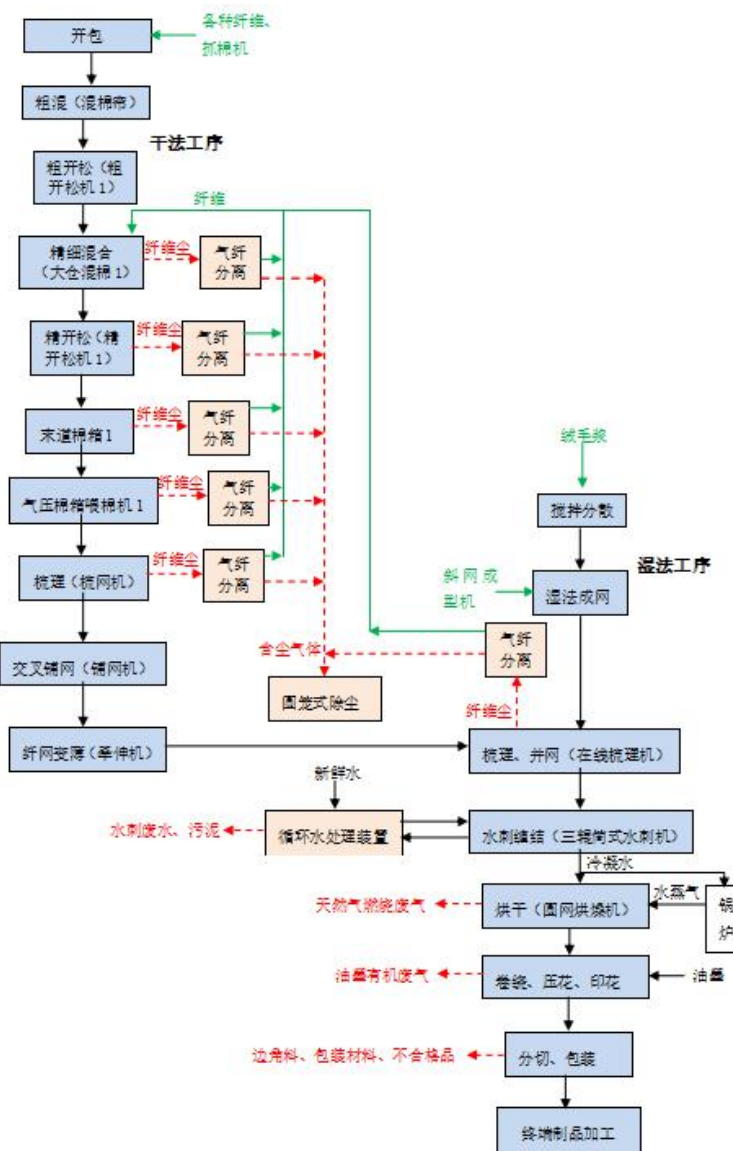 各种纤维、
抓棉机
开包
粗混（混棉帘）
干法工序
粗开松（粗
开松机1）
纤维
精细混合
（大仓混棉1）
纤维尘
气纤
分离
精开松（精
开松机1）
纤维尘
气纤
分离
末道棉箱1
纤维尘
气纤
分离
气压棉箱喂棉机1
纤维尘
气纤
分离
梳理（梳网机）
纤维尘
气纤
分离
绒毛浆
搅拌分散
湿法工序
斜网成
型机
湿法成网
交叉铺网（铺网机）
含尘气体
气纤
分离
圆笼式除尘
纤维尘
纤网变薄（牵伸机）
梳理、并网（在线梳理机）
新鲜水
水刺废水、污泥
循环水处理装置
水刺缠结（三辊筒式水刺机）
冷凝水
天然气燃烧废气
烘干（圆网烘燥机）
水蒸气
锅
炉
油墨有机废气
卷绕、压花、印花
油墨
边角料、包装材料、不合格品
分切、包装
终端制品加工